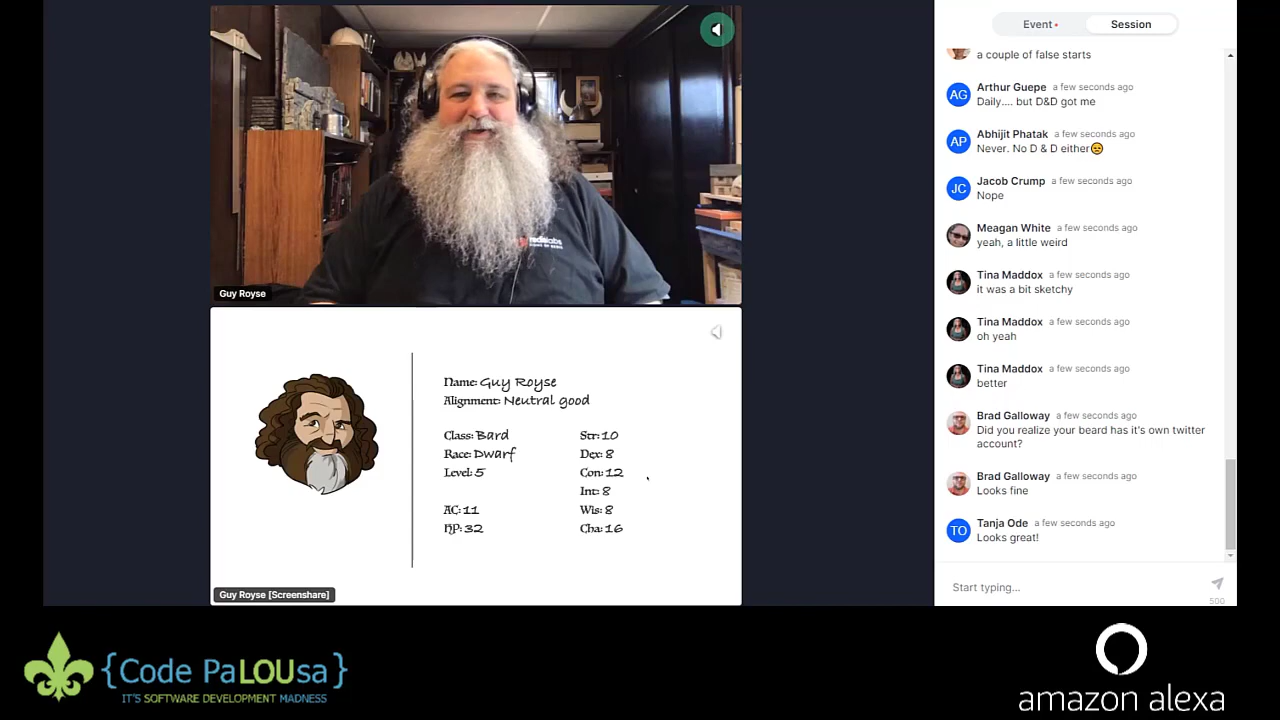 redislabs
HOME OF REDIS
Guy Royse
Name: Guy Royse
Alignment: Neutral good
Class: Bard
Race: Dwarf
Level: 5
AC: 11
HP: 32
Str: 10
Dex: 8
Con: 12
Int: 8
Wis: 8
Cha: 16
Guy Royse [Screenshare]
Event
Session
a couple of false starts
AG
Arthur Guepe a few seconds ago
Daily.... but D&D got me
AP
Abhijit Phatak a few seconds ago
Never. No D & D either😔
JC
Jacob Crump a few seconds ago
Nope
Meagan White a few seconds ago
yeah, a little weird
Tina Maddox a few seconds ago
it was a bit sketchy
Tina Maddox a few seconds ago
oh yeah
Tina Maddox a few seconds ago
better
Brad Galloway a few seconds ago
Did you realize your beard has it's own twitter
account?
Brad Galloway a few seconds ago
Looks fine
TO
Tanja Ode a few seconds ago
Looks great!
Start typing...
500
{Code PaLOUsa}
IT'S SOFTWARE DEVELOPMENT MADNESS
amazon alexa